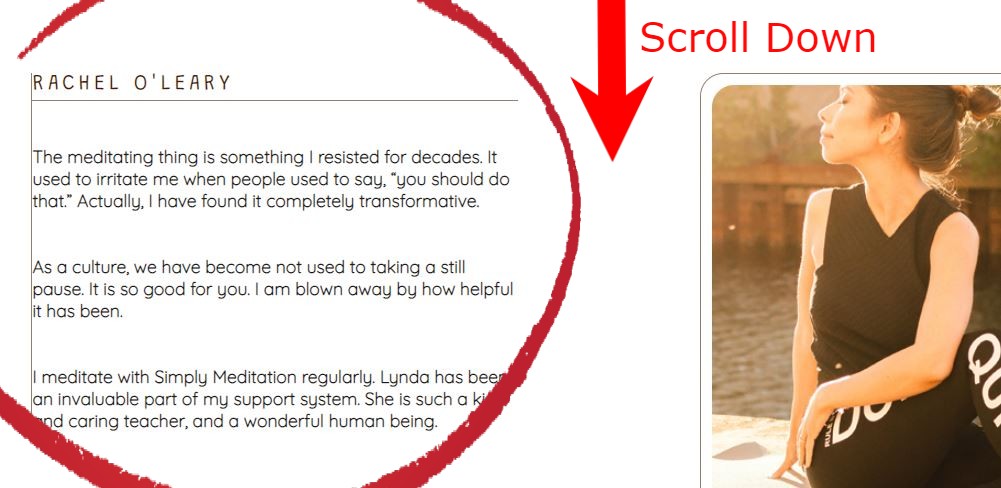 Scroll Down
RACHEL O'LEARY
The meditating thing is something I resisted for decades. It
used to irritate me when people used to say, “you should do
that.” Actually, I have found it completely transformative.
As a culture, we have become not used to taking a still
pause. It is so good for you. I am blown away by how helpful
it has been.
I meditate with Simply Meditation regularly. Lynda has been
an invaluable part of my support system. She is such a
and caring teacher, and a wonderful human being.